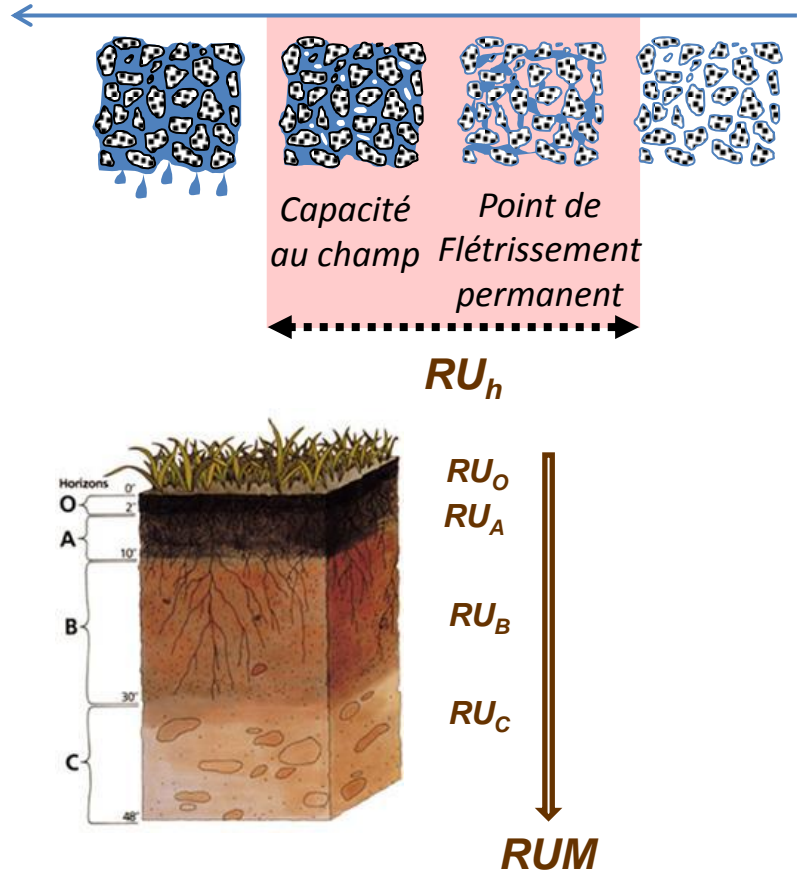 Capacité
au champ
Point de
Flétrissement
permanent
RUh
Horizons
0"
O
2"
A
10"
B
30"
C
48"
RUO
RUA
RUB
RUC
RUM